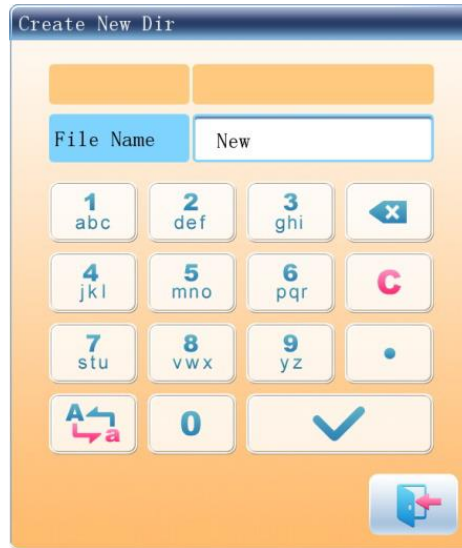 Create New Dir
File Name
New
1 2 3
abc def ghi
4 5 6 C
jkl mno pqr
7 8 9 .
stu vwx yz
A a 0